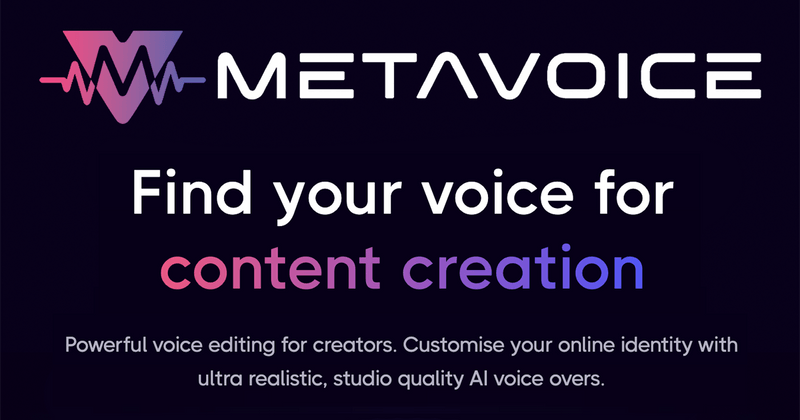 METAVOICE
Find your voice for
content creation
Powerful voice editing for creators. Customise your online identity with
ultra realistic, studio quality AI voice overs.